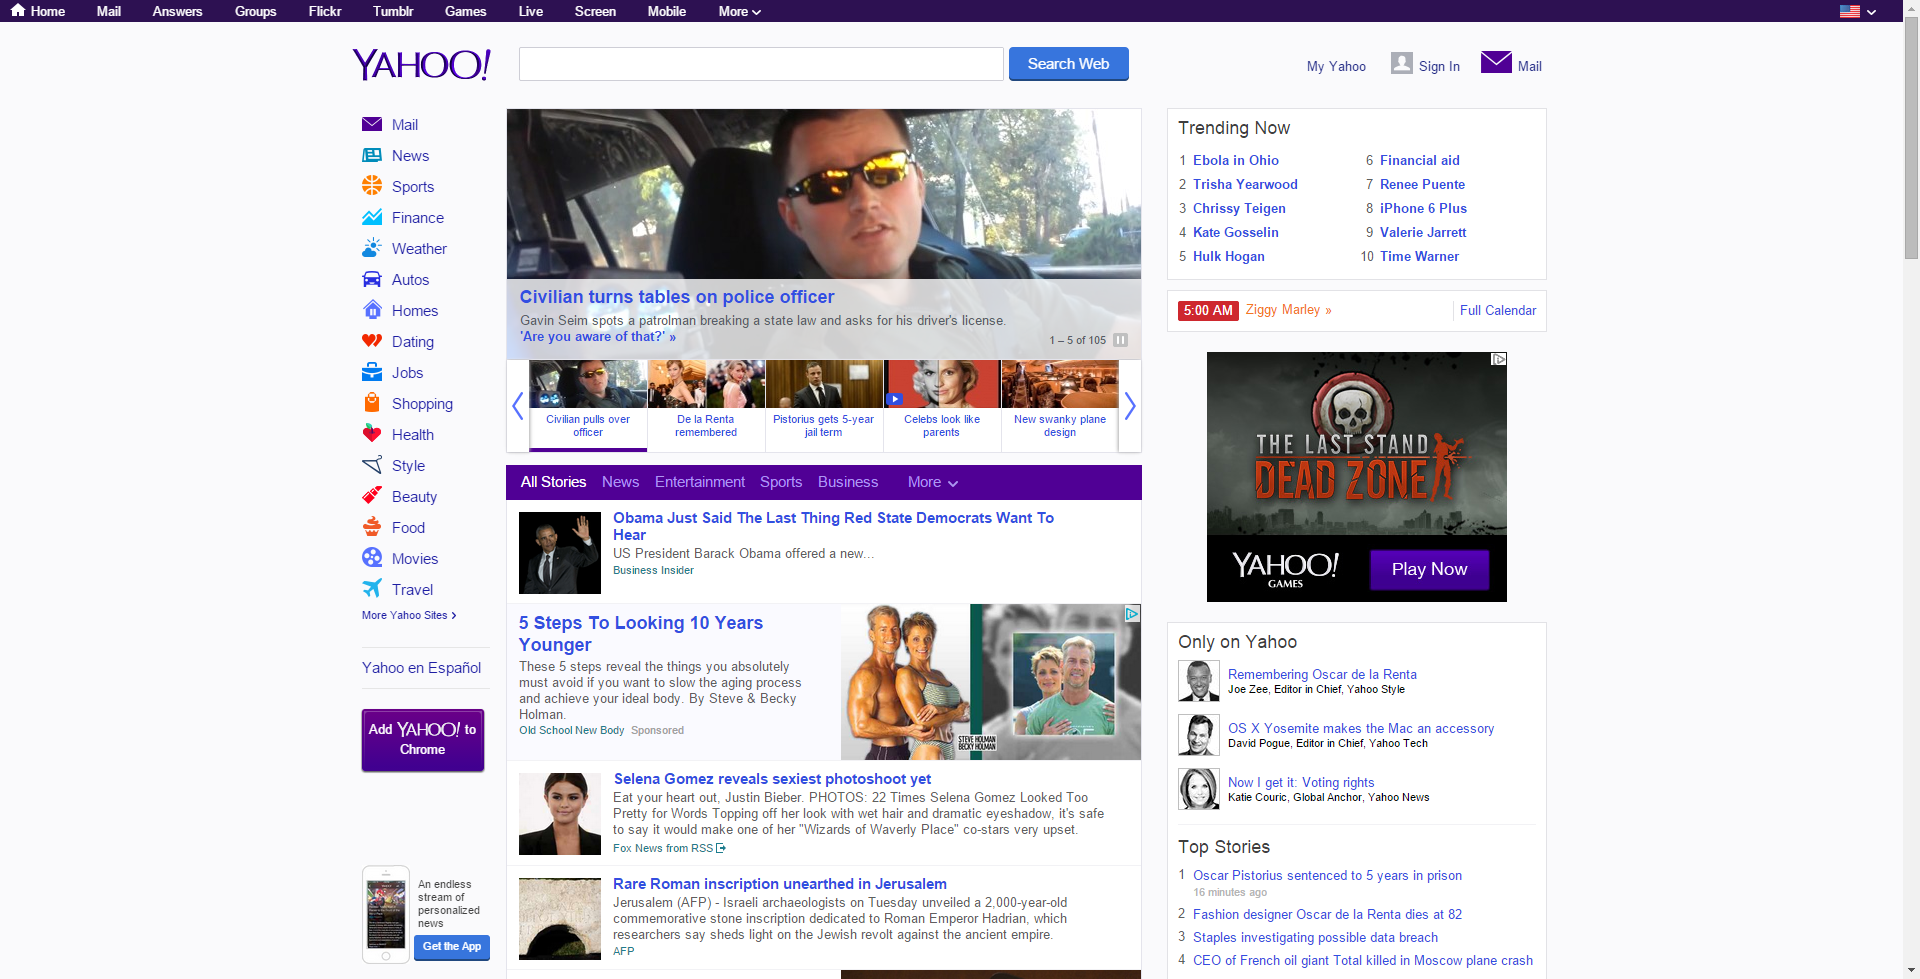 Home Mail Answers Groups Flickr Tumblr Games Live Screen Mobile More
YAHOO!
Search Web
My Yahoo Sign In Mail
Mail
News
Sports
Finance
Weather
Autos
Homes
Dating
Jobs
Shopping
Health
Style
Beauty
Food
Movies
Travel
More Yahoo Sites >
Yahoo en Español
Add YAHOO! to
Chrome
An endless
stream of
personalized
news
Get the App
Civilian turns tables on police officer
Gavin Seim spots a patrolman breaking a state law and asks for his driver's license.
'Are you aware of that?' »
1 – 5 of 105
Civilian pulls over
officer
De la Renta
remembered
Pistorius gets 5-year
jail term
Celebs look like
parents
New swanky plane
design
All Stories News Entertainment Sports Business More
Obama Just Said The Last Thing Red State Democrats Want To
Hear
US President Barack Obama offered a new...
Business Insider
5 Steps To Looking 10 Years
Younger
These 5 steps reveal the things you absolutely
must avoid if you want to slow the aging process
and achieve your ideal body. By Steve & Becky
Holman.
Old School New Body Sponsored
STEVE HOLMAN
BECKY HOLMAN
Selena Gomez reveals sexiest photoshoot yet
Eat your heart out, Justin Bieber. PHOTOS: 22 Times Selena Gomez Looked Too
Pretty for Words Topping off her look with wet hair and dramatic eyeshadow, it's safe
to say it would make one of her "Wizards of Waverly Place" co-stars very upset.
Fox News from RSS
Rare Roman inscription unearthed in Jerusalem
Jerusalem (AFP) - Israeli archaeologists on Tuesday unveiled a 2,000-year-old
commemorative stone inscription dedicated to Roman Emperor Hadrian, which
researchers say sheds light on the Jewish revolt against the ancient empire.
AFP
Trending Now
1 Ebola in Ohio
2 Trisha Yearwood
3 Chrissy Teigen
4 Kate Gosselin
5 Hulk Hogan
6 Financial aid
7 Renee Puente
8 iPhone 6 Plus
9 Valerie Jarrett
10 Time Warner
5:00 AM Ziggy Marley » Full Calendar
THE LAST STAND
DEAD ZONE
YAHOO!
GAMES
Play Now
Only on Yahoo
Remembering Oscar de la Renta
Joe Zee, Editor in Chief, Yahoo Style
OS X Yosemite makes the Mac an accessory
David Pogue, Editor in Chief, Yahoo Tech
Now I get it: Voting rights
Katie Couric, Global Anchor, Yahoo News
Top Stories
1 Oscar Pistorius sentenced to 5 years in prison
16 minutes ago
2 Fashion designer Oscar de la Renta dies at 82
3 Staples investigating possible data breach
4 CEO of French oil giant Total killed in Moscow plane crash